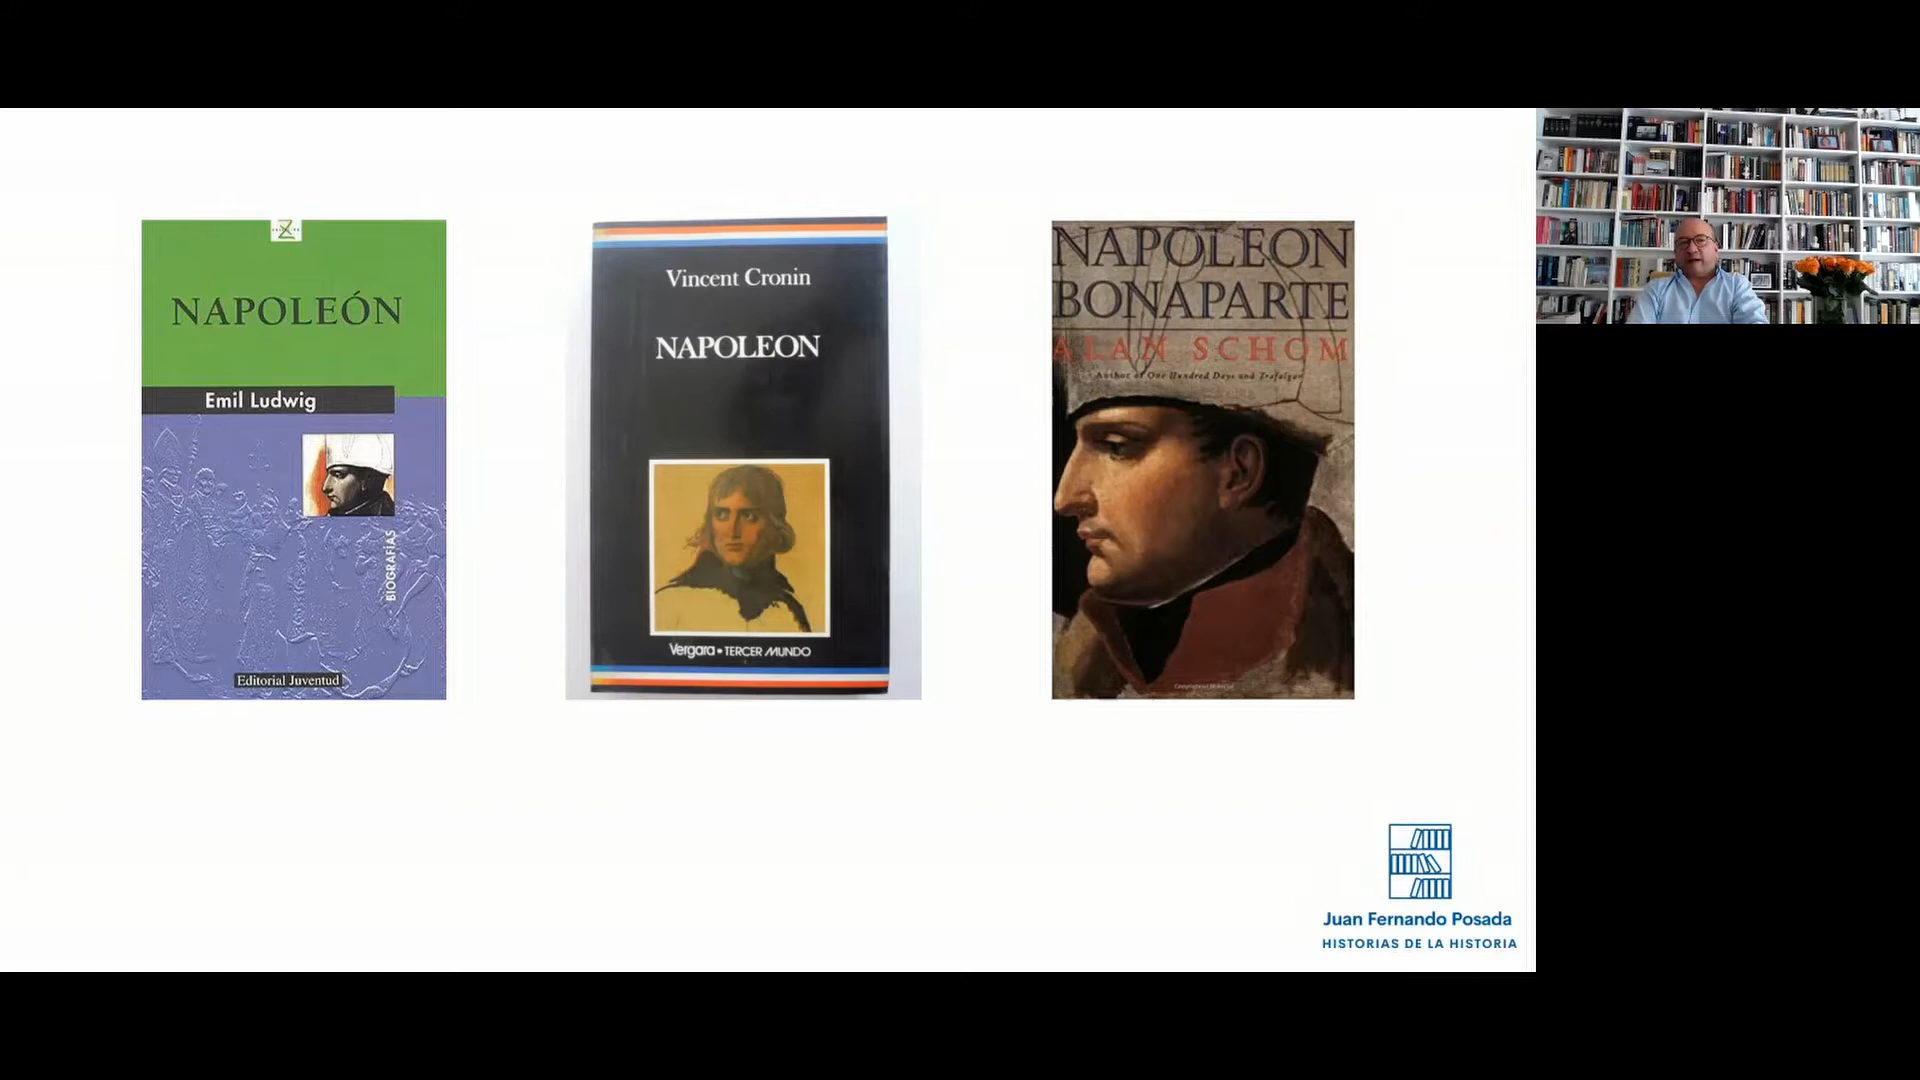 NAPOLEÓN
Emil Ludwig
BIOGRAFÍAS
Editorial Juventud
Vincent Cronin
NAPOLEON
Vergara • TERCER MUNDO
NAPOLEON
BONAPARTE
ALAN SCHOM
Author of One Hundred Days and Trafalgar
Juan Fernando Posada
HISTORIAS DE LA HISTORIA